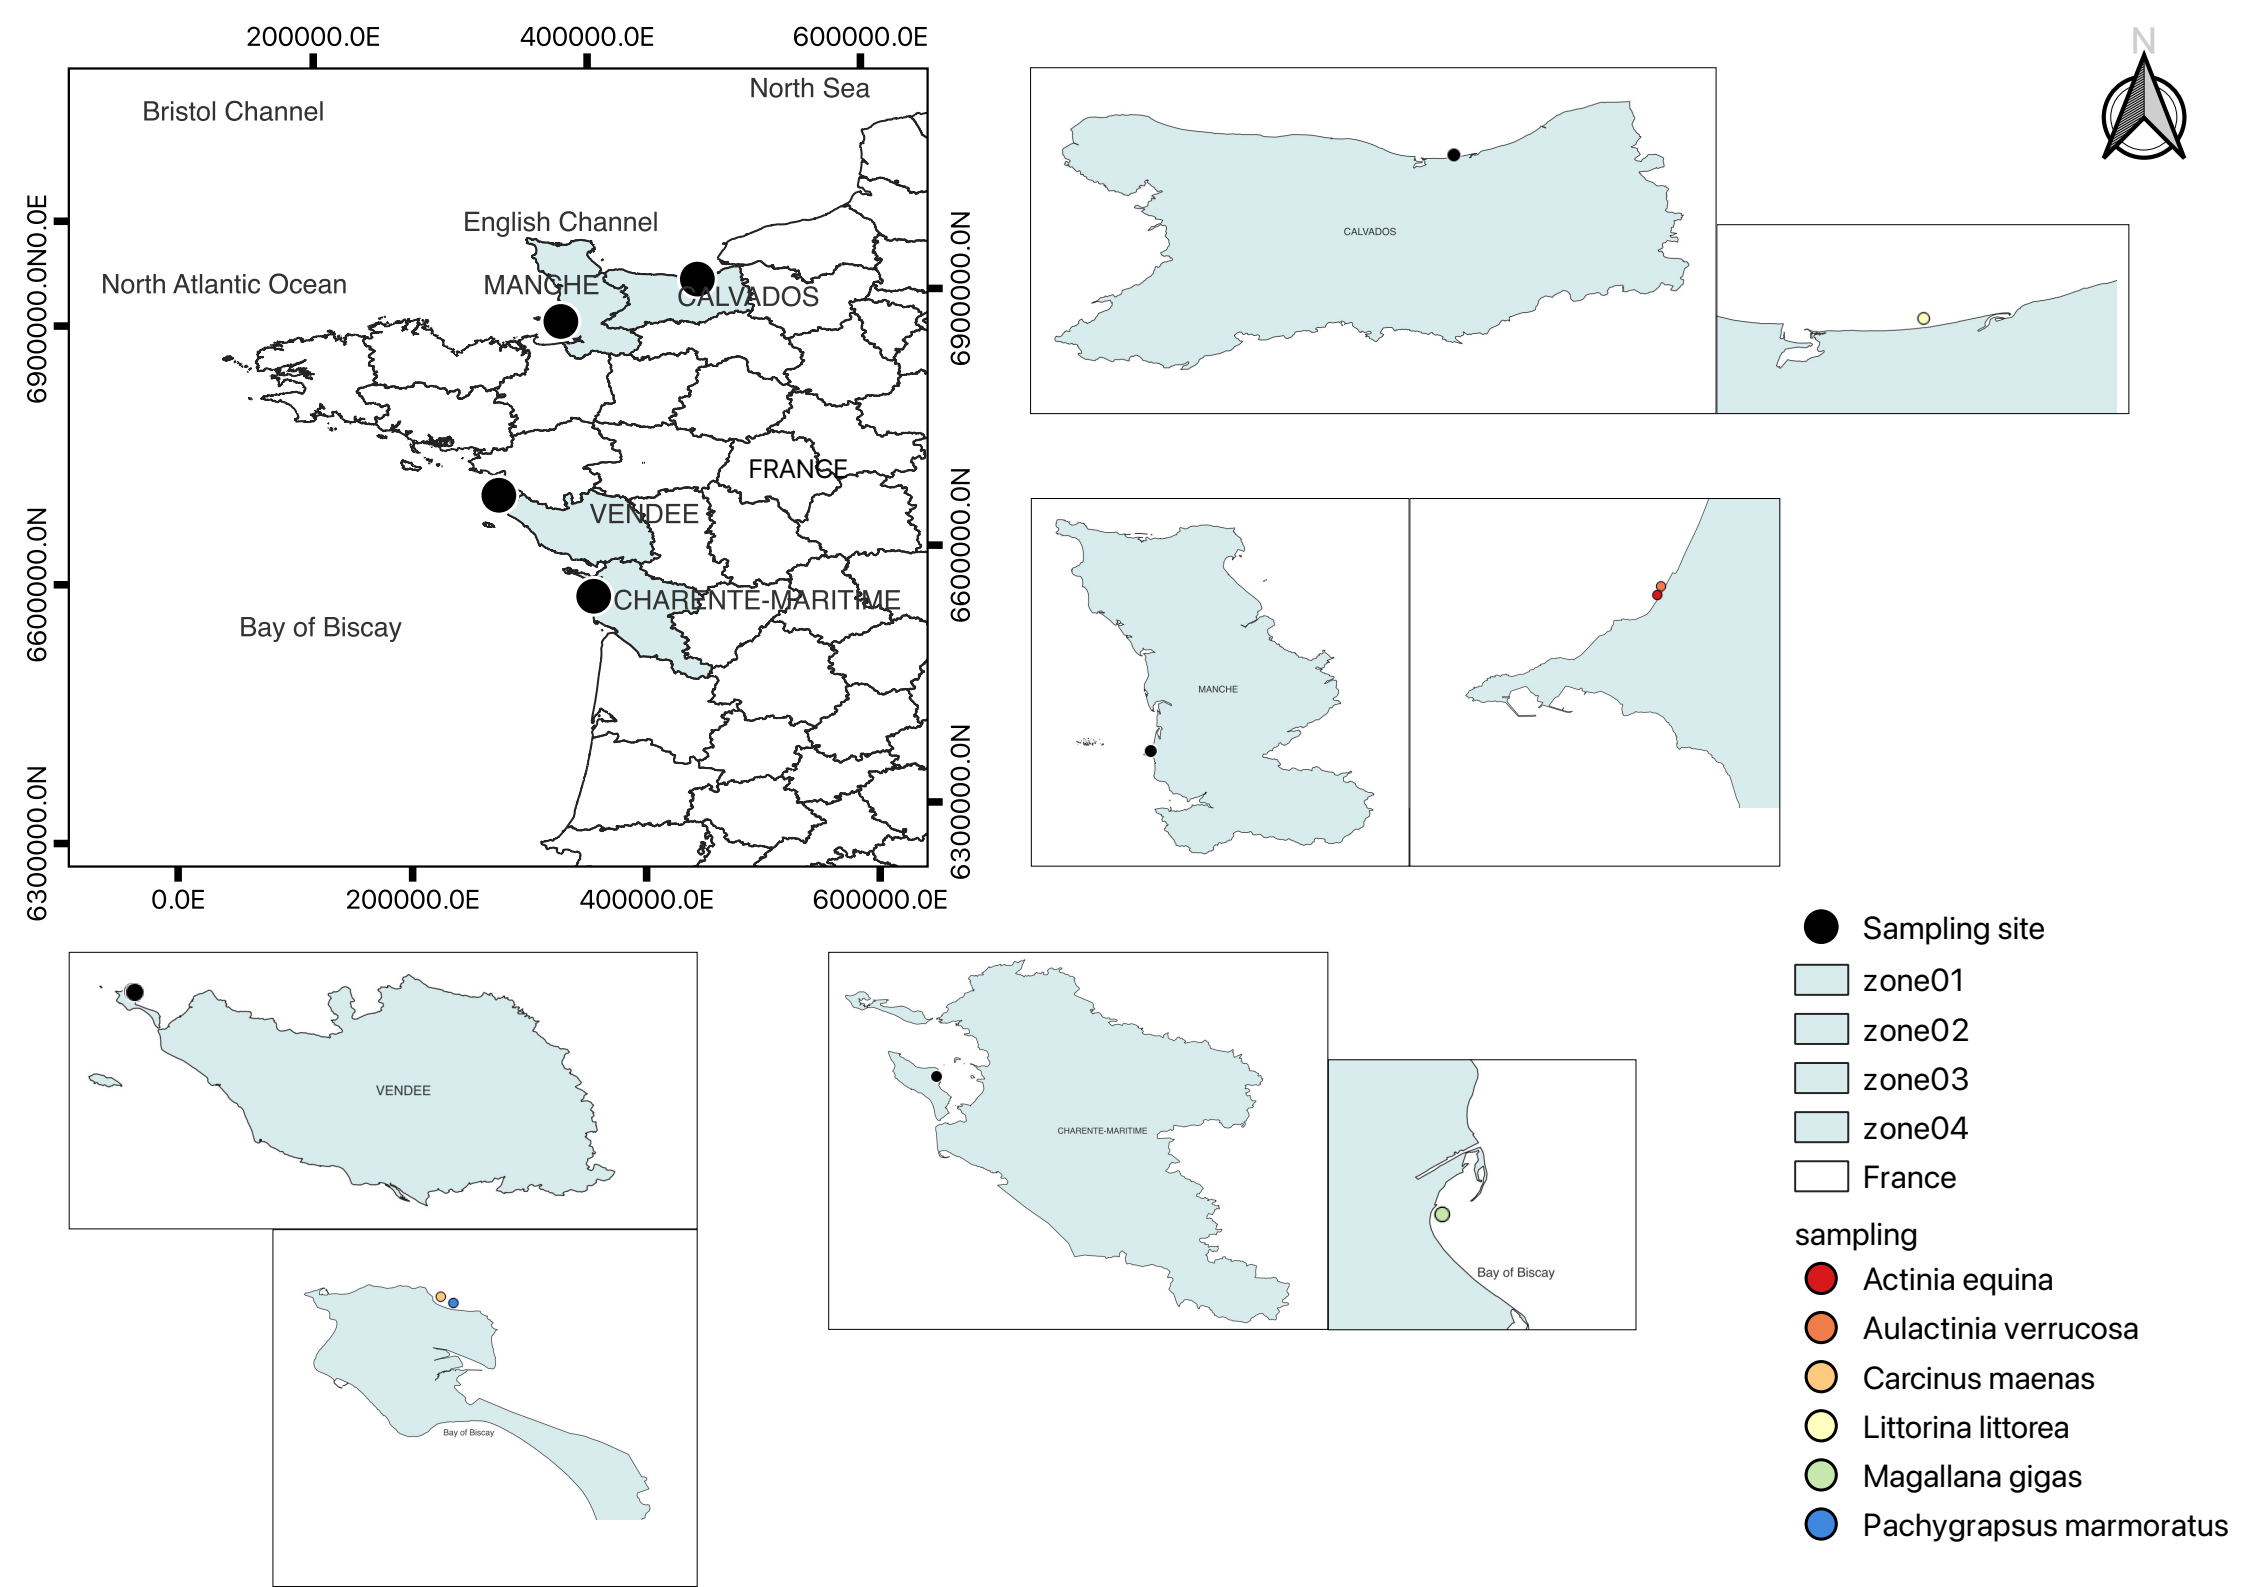 200000.0E 400000.0E 600000.0E
N
North Sea
Bristol Channel
6900000.0N0.0E
English Channel
6900000.0N
CALVADOS
North Atlantic Ocean
MANCHE
CALVADOS
6900000.0N
FRANCE
VENDEE
6600000.0N
6600000.0N
CHARENTE-MARITIME
Bay of Biscay
MANCHE
6300000.0N
6300000.0N
0.0E 200000.0E 400000.0E 600000.0E
VENDEE
Bay of Biscay
CHARENTE-MARITIME
Bay of Biscay
Sampling site
zone01
zone02
zone03
zone04
France
sampling
Actinia equina
Aulactinia verrucosa
Carcinus maenas
Littorina littorea
Magallana gigas
Pachygrapsus marmoratus